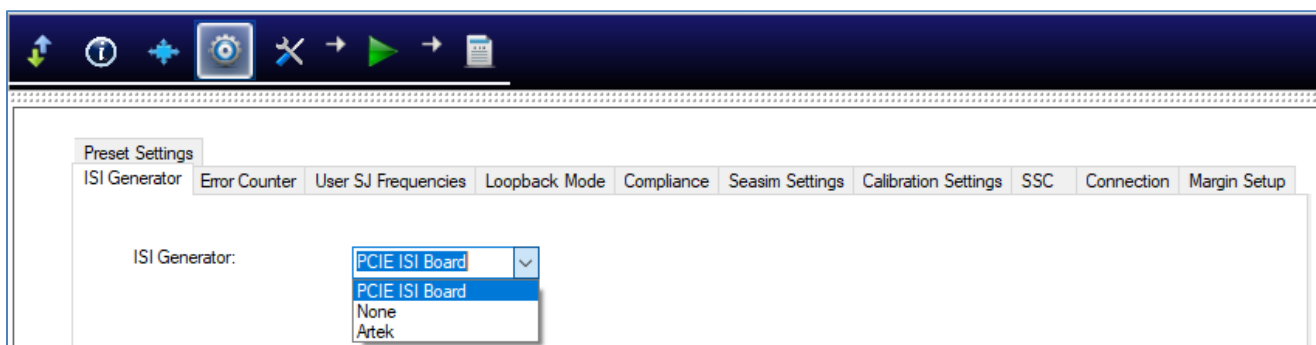 Preset Settings
ISI Generator Error Counter User SJ Frequencies Loopback Mode Compliance Seasim Settings Calibration Settings SSC Connection Margin Setup
ISI Generator: PCIE ISI Board
PCIE ISI Board
None
Artek